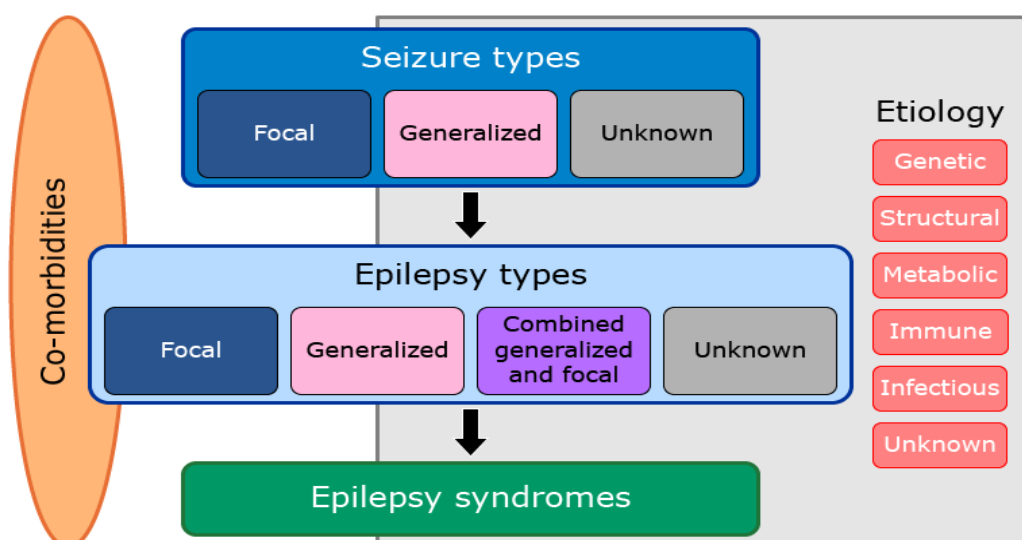 Co-morbidities
Seizure types
Focal
Generalized
Unknown
Epilepsy types
Focal
Generalized
Combined
generalized
and focal
Unknown
Epilepsy syndromes
Etiology
Genetic
Structural
Metabolic
Immune
Infectious
Unknown